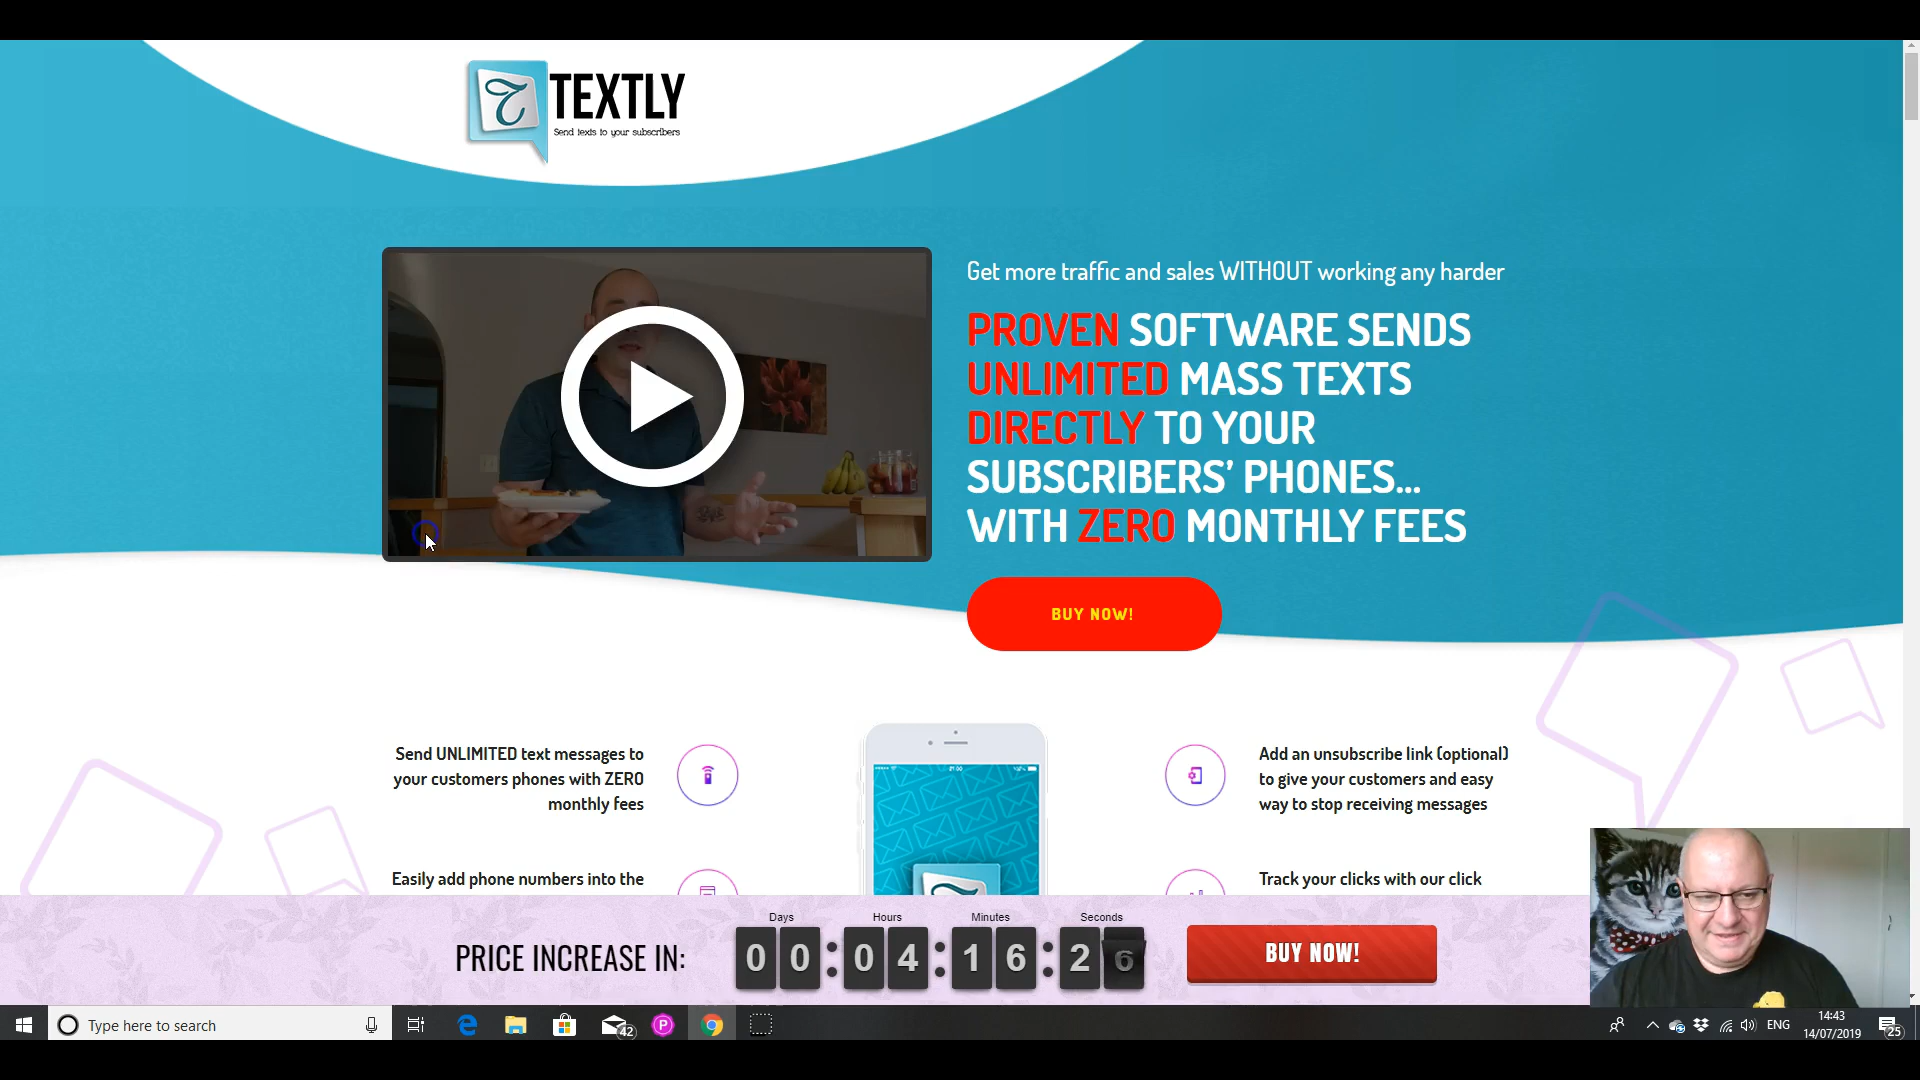 TEXTLY
Send texts to your subscribers
Get more traffic and sales WITHOUT working any harder
PROVEN SOFTWARE SENDS
UNLIMITED MASS TEXTS
DIRECTLY TO YOUR
SUBSCRIBERS' PHONES...
WITH ZERO MONTHLY FEES
BUY NOW!
Send UNLIMITED text messages to
your customers phones with ZERO
monthly fees
Add an unsubscribe link (optional)
to give your customers and easy
way to stop receiving messages
Easily add phone numbers into the
Track your clicks with our click
PRICE INCREASE IN:
Days Hours Minutes Seconds
00:04:16:26
BUY NOW!
Type here to search
42
P
ENG
14:43
14/07/2019
25